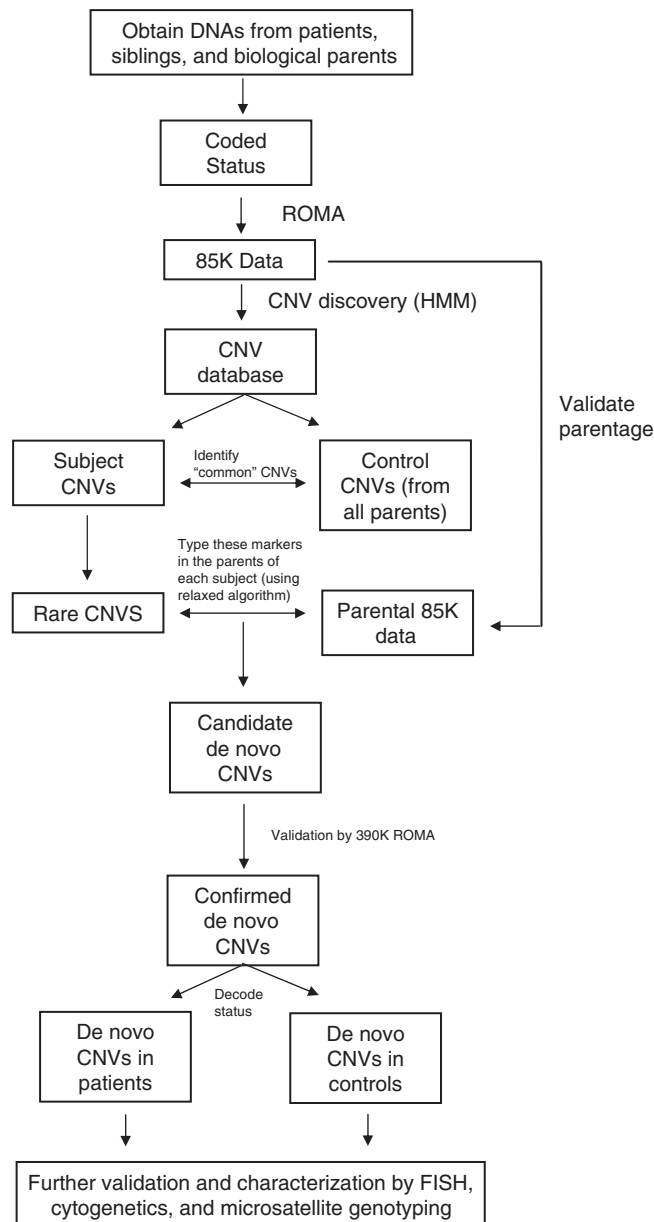 Obtain DNAs from patients,
siblings, and biological parents
Coded
Status
ROMA
85K Data
CNV discovery (HMM)
CNV
database
Validate
parentage
Subject
CNVs
Identify
“common” CNVs
Control
CNVs (from
all parents)
Type these markers
in the parents of
each subject (using
relaxed algorithm)
Rare CNVS
Parental 85K
data
Candidate
de novo
CNVs
Validation by 390K ROMA
Confirmed
de novo
CNVs
Decode
status
De novo
CNVs in
patients
De novo
CNVs in
controls
Further validation and characterization by FISH,
cytogenetics, and microsatellite genotyping